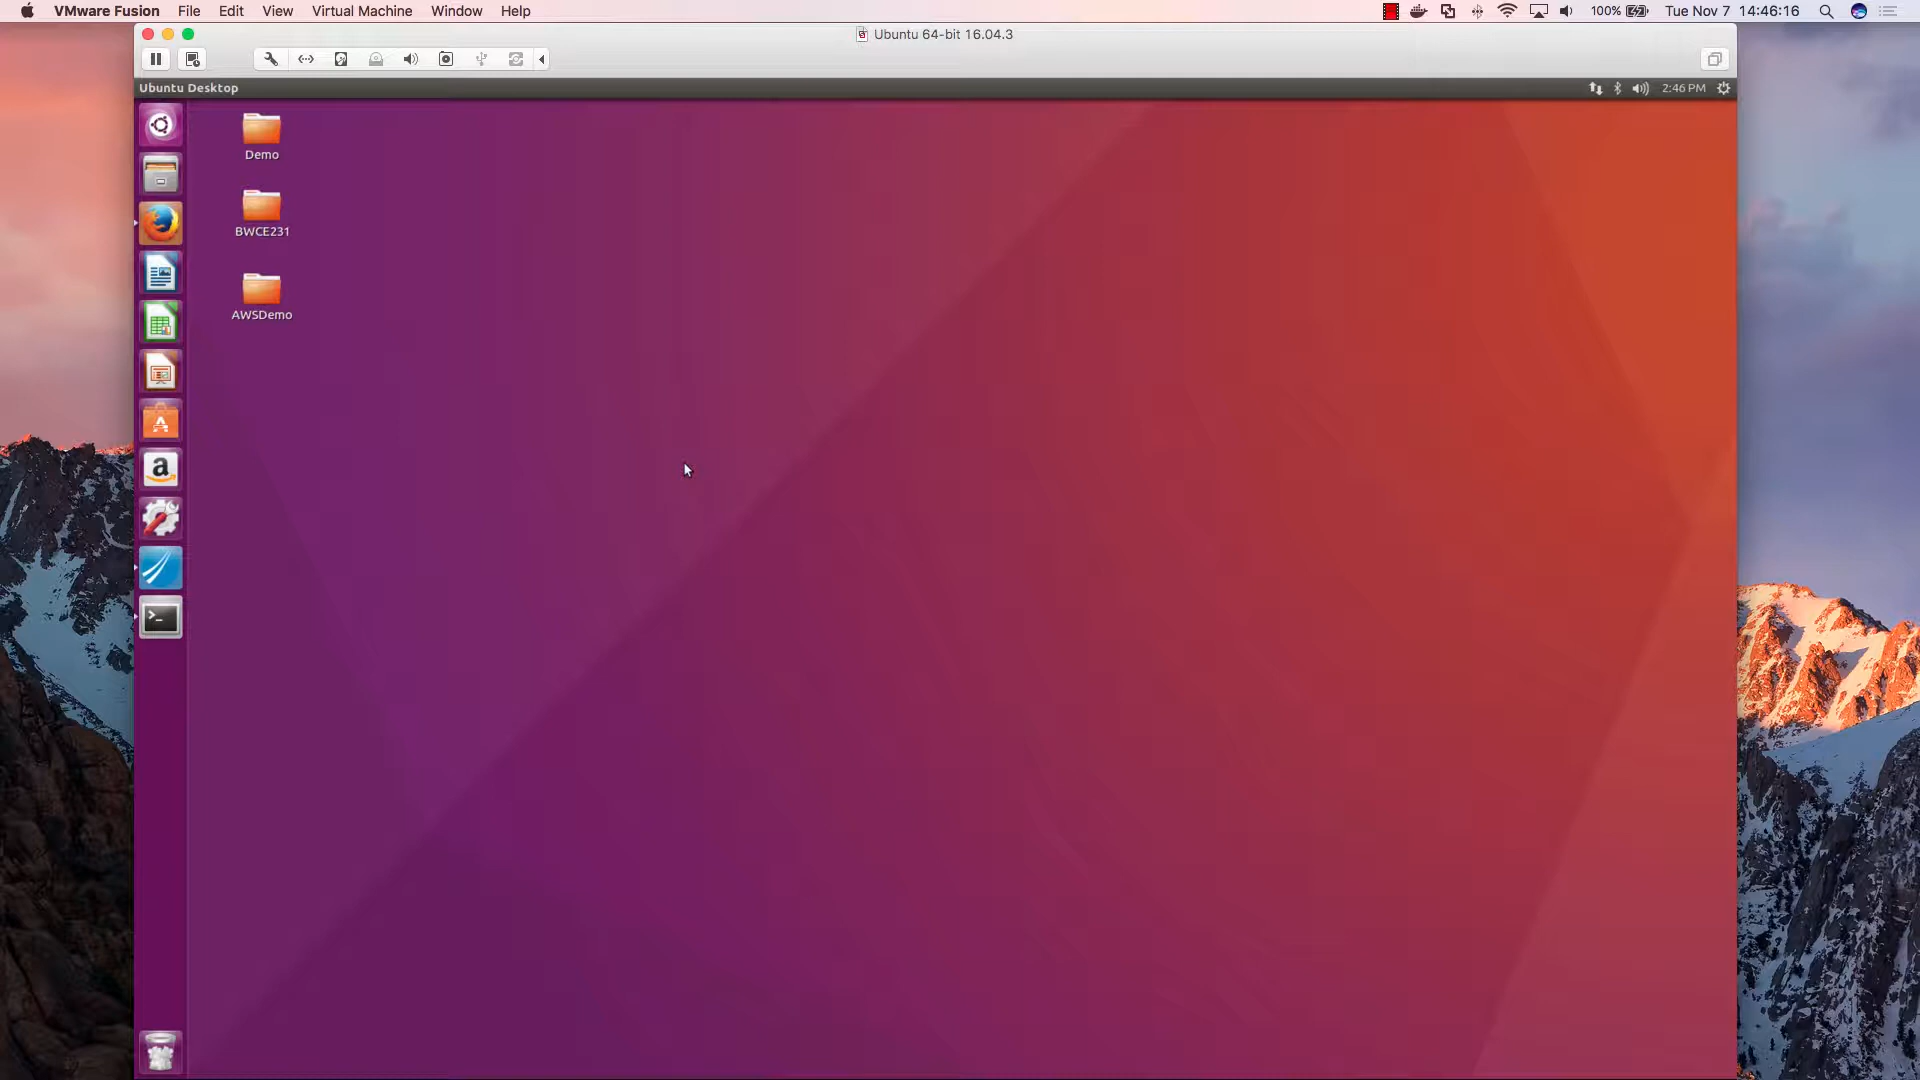 VMware Fusion File Edit View Virtual Machine Window Help 100% Tue Nov 7 14:46:16
Ubuntu 64-bit 16.04.3
Ubuntu Desktop 2:46 PM
Demo
BWCE231
AWSDemo